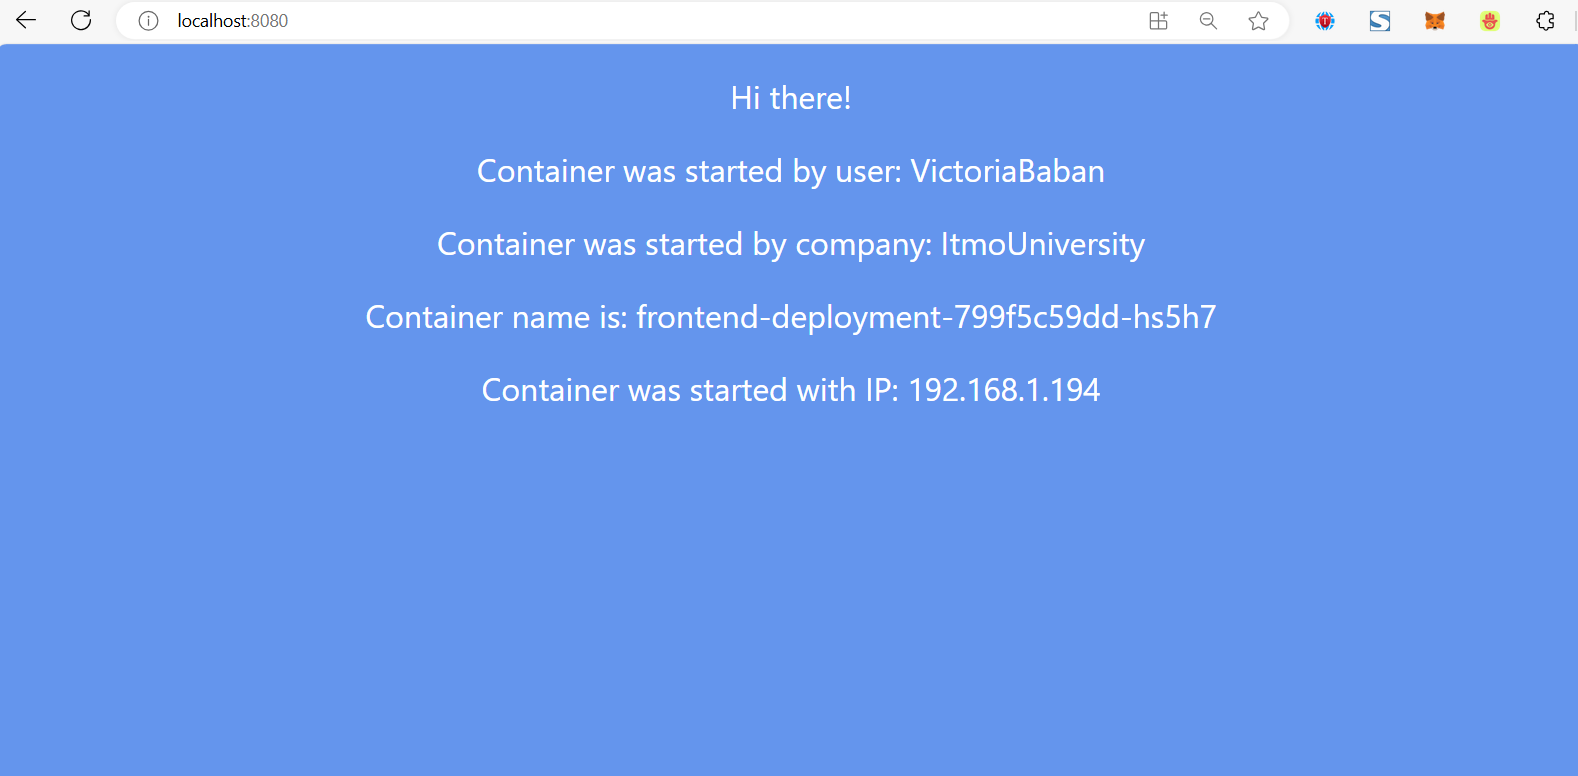 localhost:8080
Hi there!
Container was started by user: VictoriaBaban
Container was started by company: ItmoUniversity
Container name is: frontend-deployment-799f5c59dd-hs5h7
Container was started with IP: 192.168.1.194